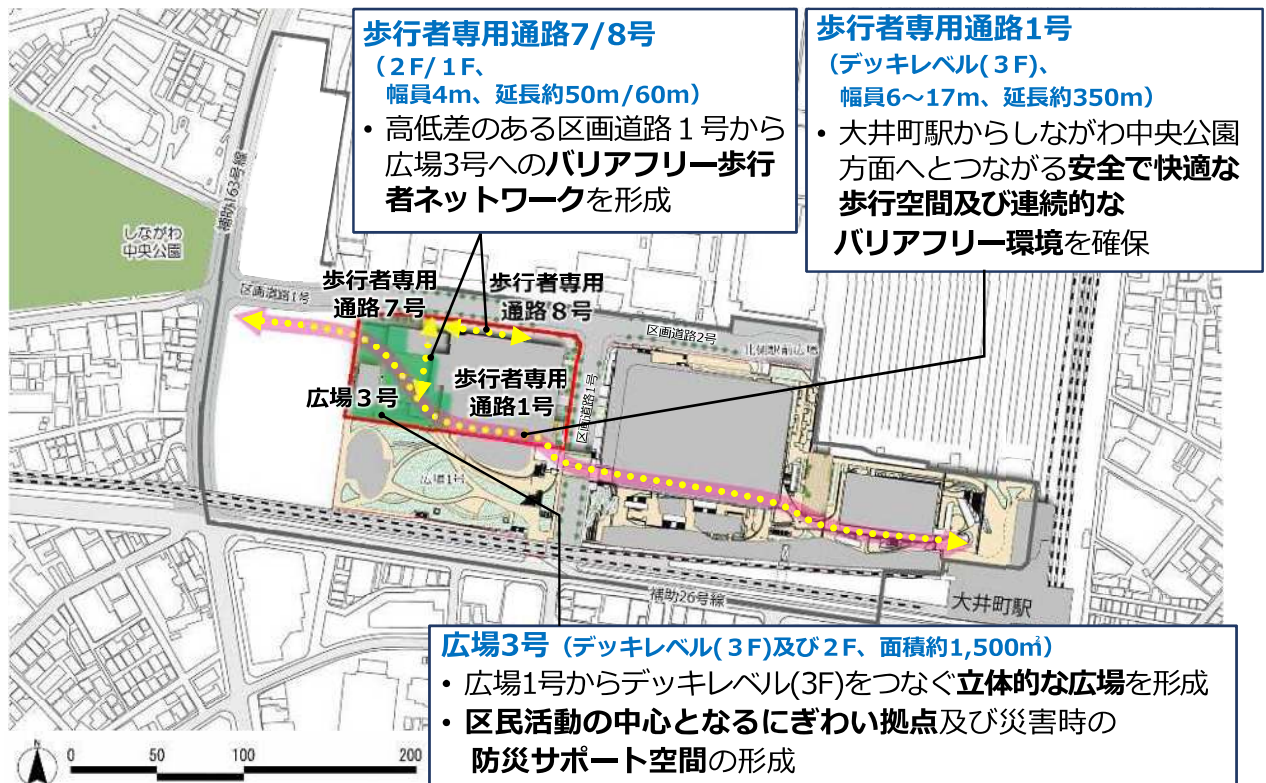 歩行者専用通路7/8号
（2F/1F、
幅員4m、延長約50m/60m）
• 高低差のある区画道路１号から
広場3号へのバリアフリー歩行
者ネットワークを形成
歩行者専用通路1号
（デッキレベル(３F)、
幅員6～17m、延長約350m）
• 大井町駅からしながわ中央公園
方面へとつながる安全で快適な
歩行空間及び連続的な
バリアフリー環境を確保
補助163号線
しながわ
中央公園
区画道路1号
歩行者専用
通路７号
歩行者専用
通路８号
区画道路2号
北側駅前広場
歩行者専用
通路1号
区画道路1号
広場３号
広場1号
補助26号線
大井町駅
広場3号（デッキレベル(３F)及び２F、面積約1,500㎡）
• 広場1号からデッキレベル(3F)をつなぐ立体的な広場を形成
• 区民活動の中心となるにぎわい拠点及び災害時の
防災サポート空間の形成
N
0 50 100 200